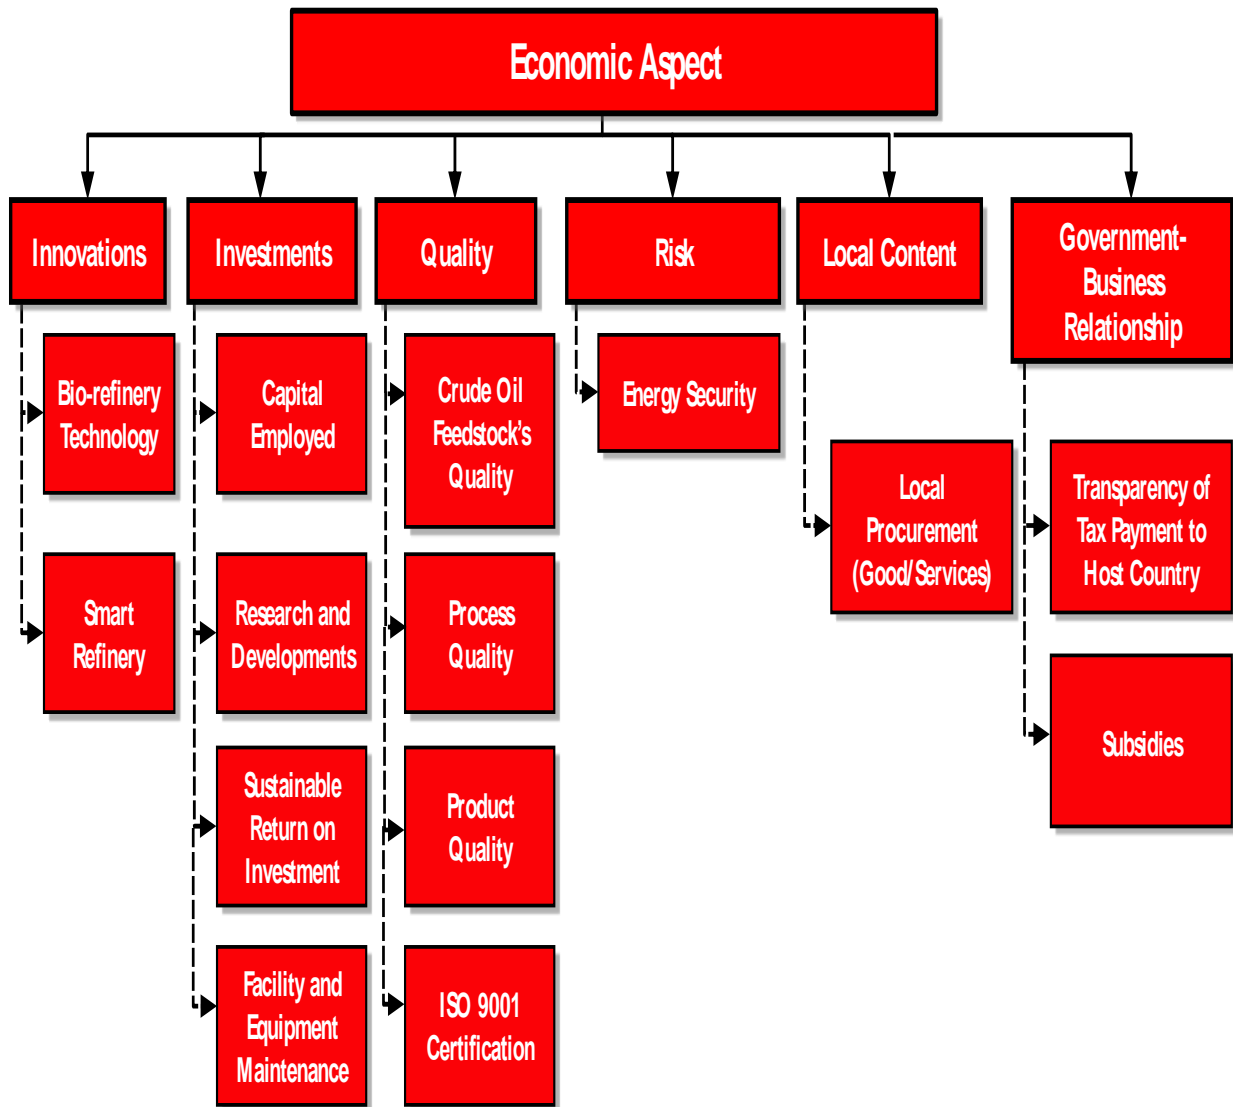 Economic Aspect
Innovations
Investments
Quality
Risk
Local Content
Government-
Business
Relationship
Bio-refinery
Technology
Smart
Refinery
Capital
Employed
Research and
Developments
Sustainable
Return on
Investment
Facility and
Equipment
Maintenance
Crude Oil
Feedstock's
Quality
Process
Quality
Product
Quality
ISO 9001
Certification
Energy Security
Local
Procurement
(Good/Services)
Transparency of
Tax Payment to
Host Country
Subsidies